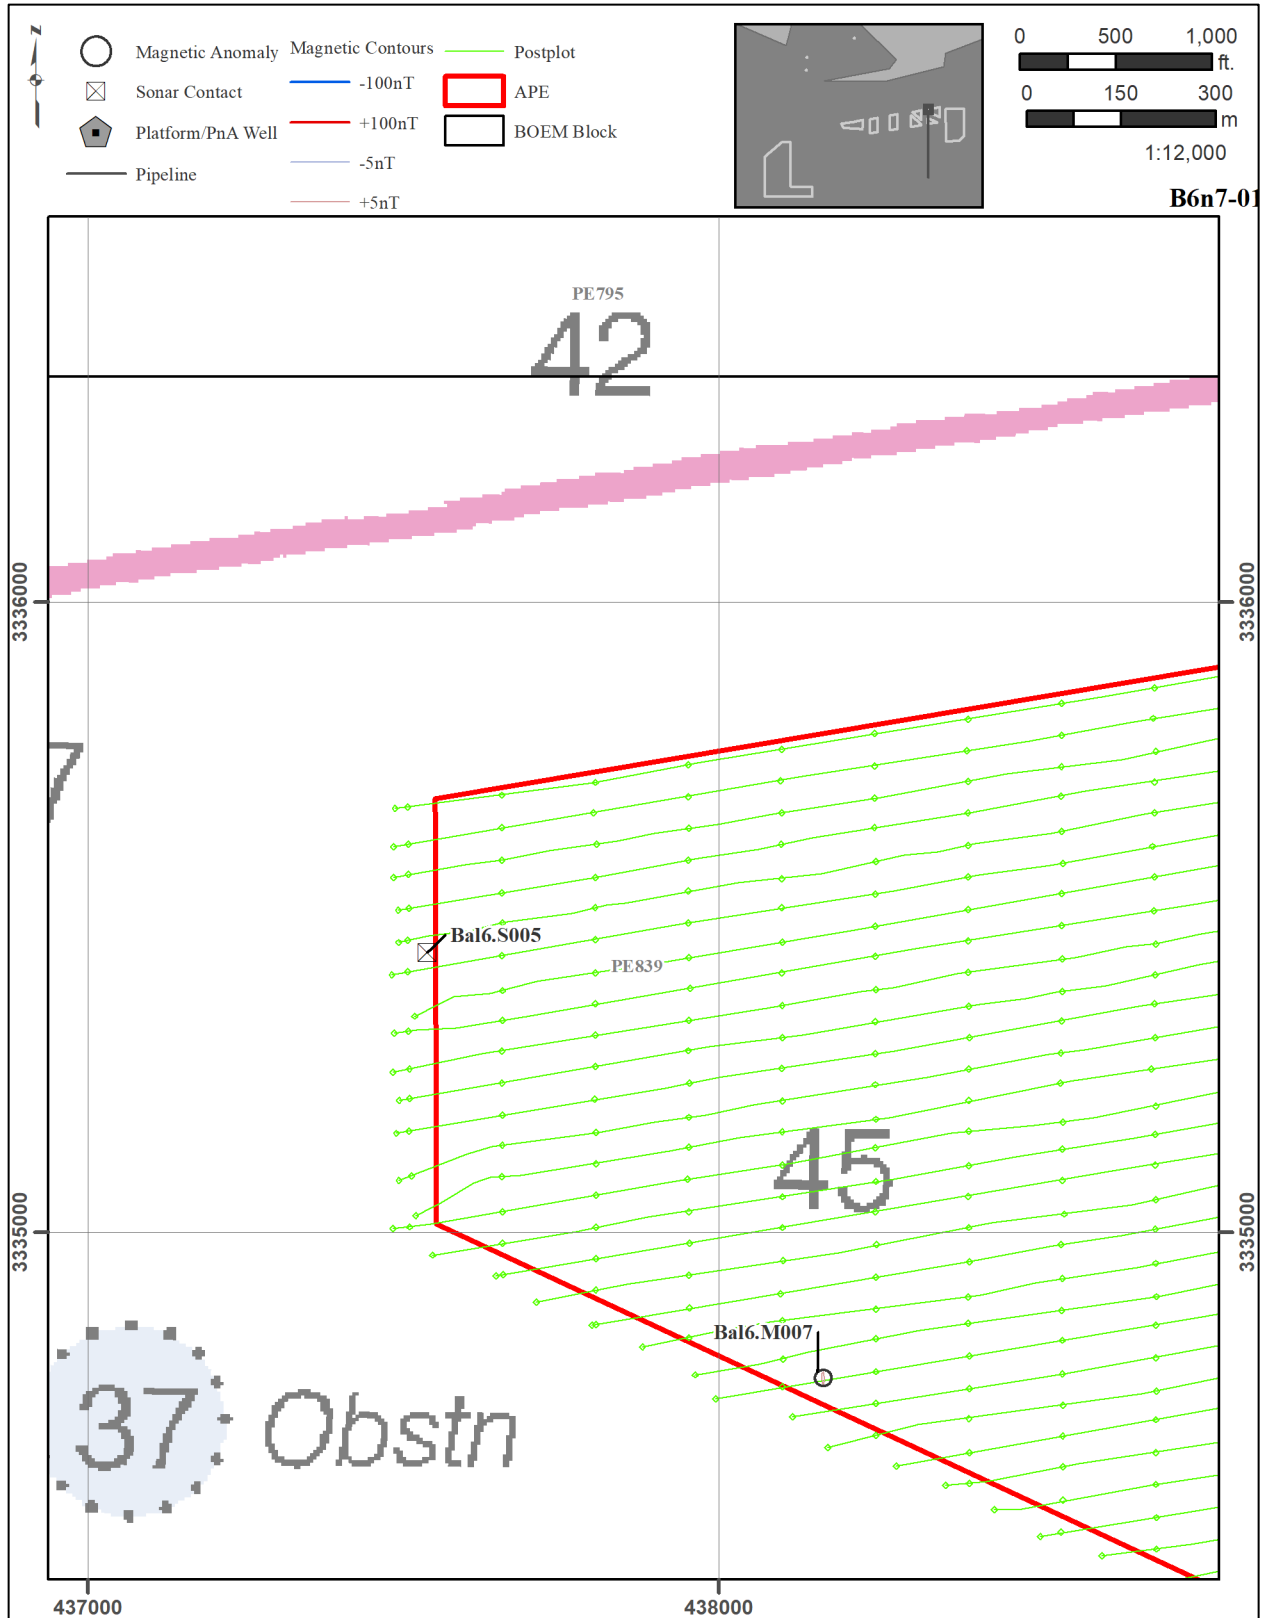 N
Magnetic Anomaly
Sonar Contact
Platform/PnA Well
Pipeline
Magnetic Contours
-100nT
+100nT
-5nT
+5nT
Postplot
APE
BOEM Block
0 500 1,000
ft.
0 150 300
m
1:12,000
B6n7-01
PE795
42
3336000
3336000
7
Bal6.S005
PE839
45
3335000
3335000
Bal6.M007
37 Obstn
437000
438000